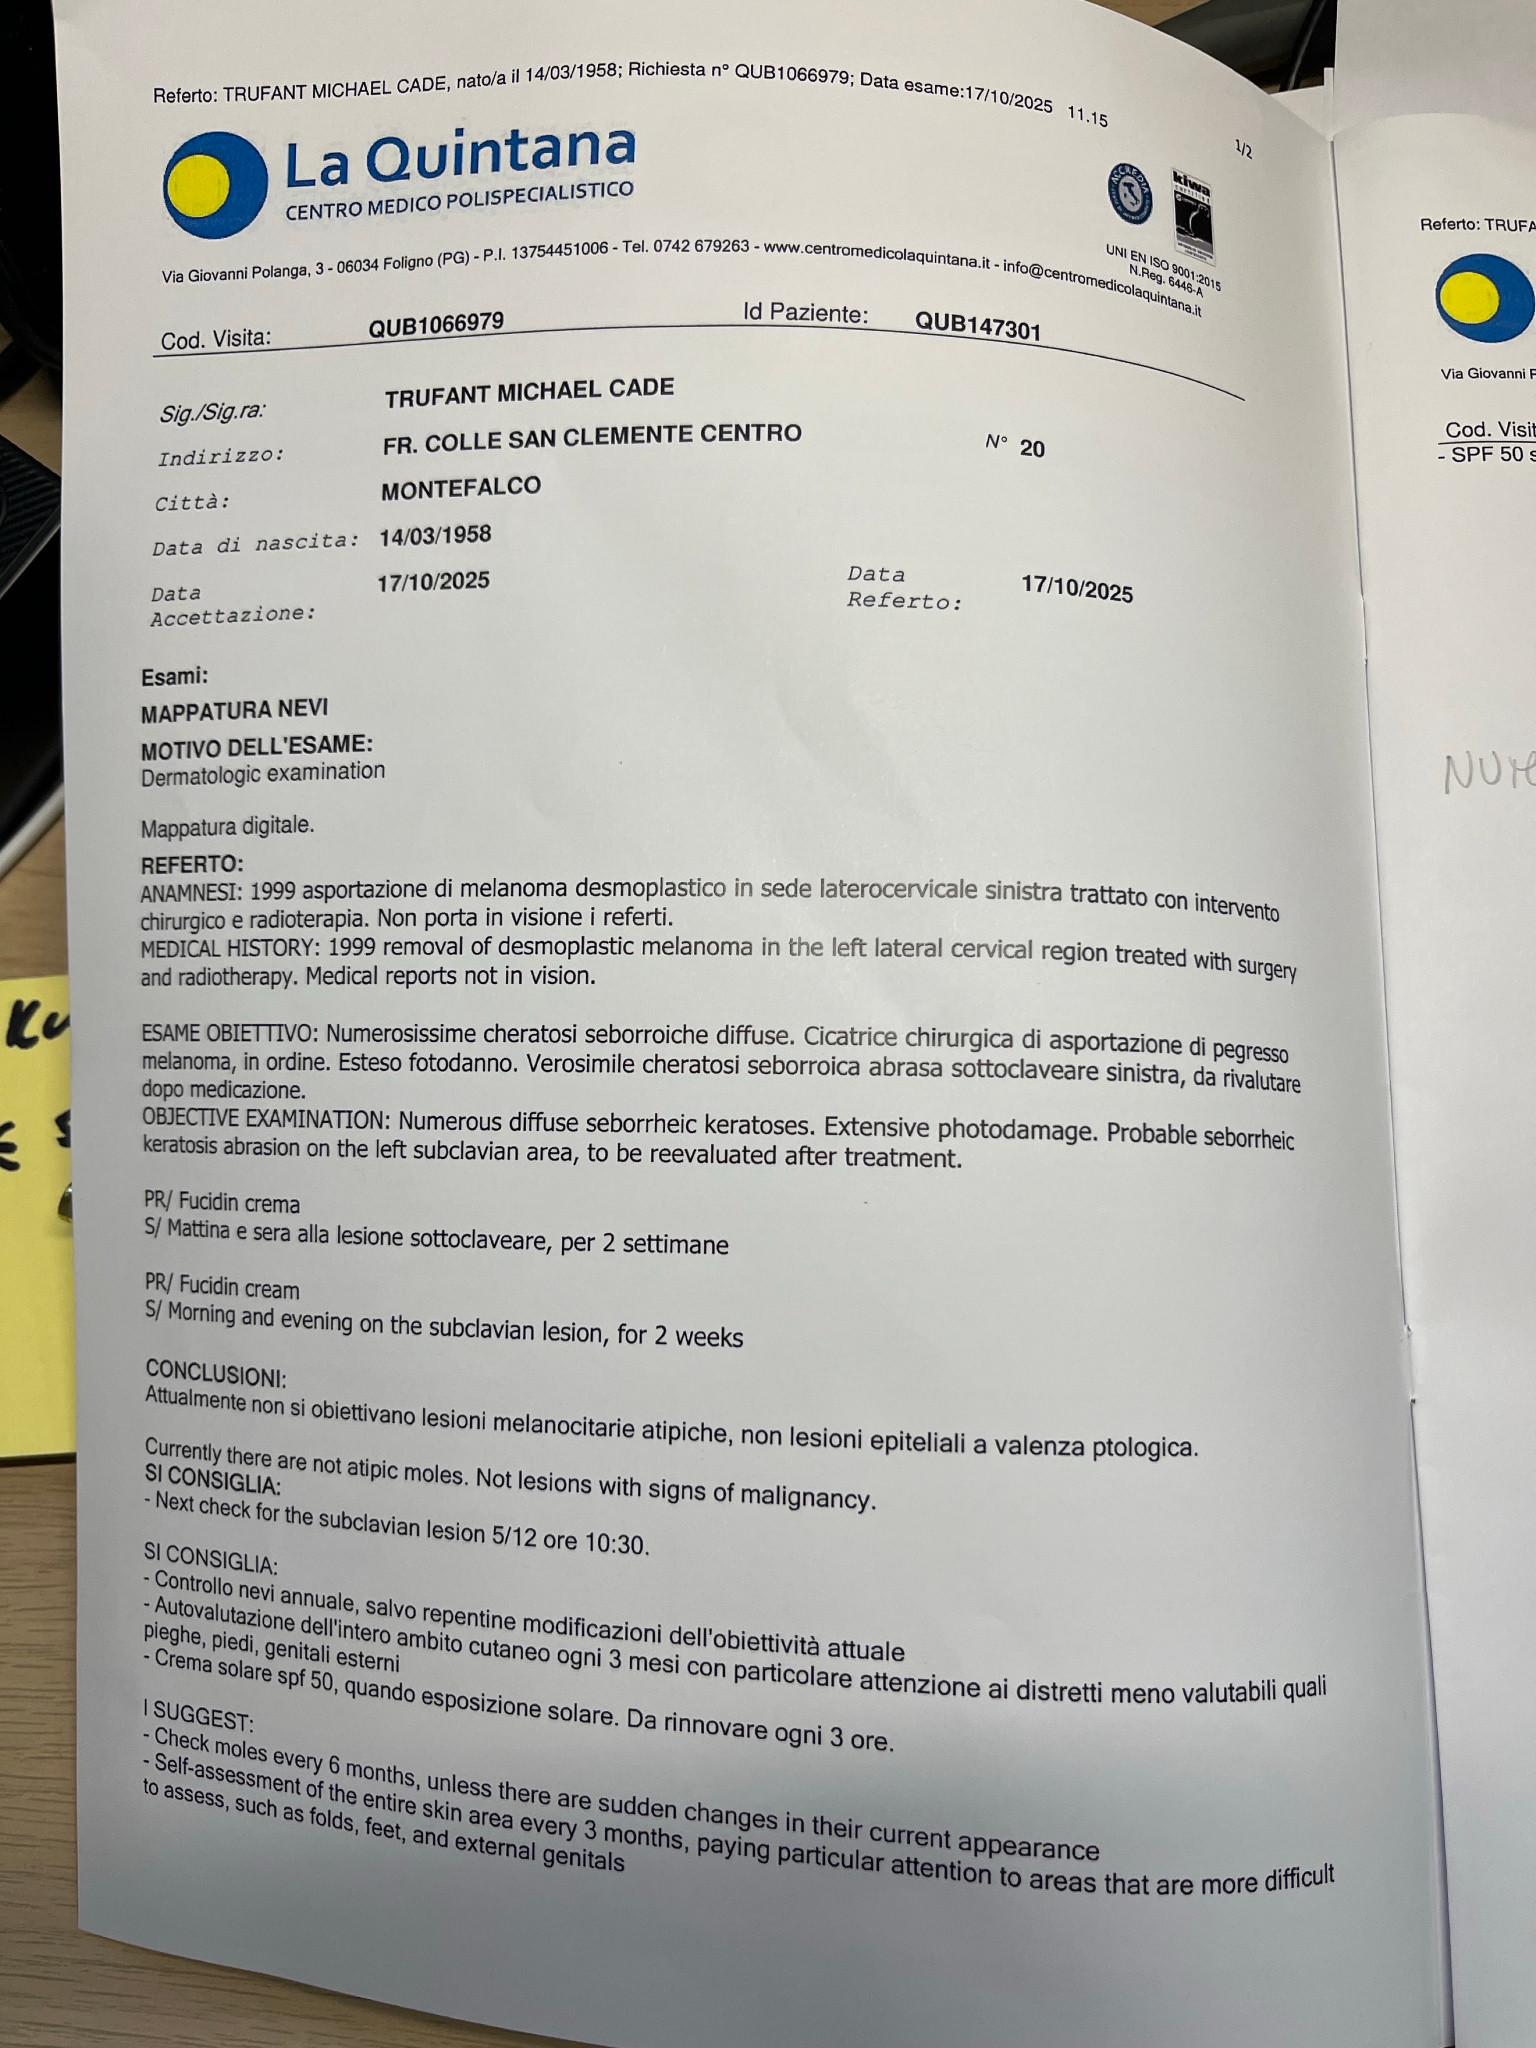 Referto: TRUFANT MICHAEL CADE, nato/a il 14/03/1958; Richiesta n° QUB1066979; Data esame:17/10/2025 11.15
1/2
La Quintana
CENTRO MEDICO POLISPECIALISTICO
ACCREDIA
kiwa
UNI EN ISO 9001:2015
N.Reg. 6446-A
Via Giovanni Polanga, 3 - 06034 Foligno (PG) - P.I. 13754451006 - Tel. 0742 679263 - www.centromedicolaquintana.it - info@centromedicolaquintana.it
Cod. Visita: QUB1066979 Id Paziente: QUB147301
Sig./Sig.ra: TRUFANT MICHAEL CADE
Indirizzo: FR. COLLE SAN CLEMENTE CENTRO N° 20
Città: MONTEFALCO
Data di nascita: 14/03/1958
Data Accettazione: 17/10/2025 Data Referto: 17/10/2025
Esami:
MAPPATURA NEVI
MOTIVO DELL'ESAME:
Dermatologic examination
Mappatura digitale.
REFERTO:
ANAMNESI: 1999 asportazione di melanoma desmoplastico in sede laterocervicale sinistra trattato con intervento
chirurgico e radioterapia. Non porta in visione i referti.
MEDICAL HISTORY: 1999 removal of desmoplastic melanoma in the left lateral cervical region treated with surgery
and radiotherapy. Medical reports not in vision.
ESAME OBIETTIVO: Numerosissime cheratosi seborroiche diffuse. Cicatrice chirurgica di asportazione di pegresso
melanoma, in ordine. Esteso fotodanno. Verosimile cheratosi seborroica abrasa sottoclaveare sinistra, da rivalutare
dopo medicazione.
OBJECTIVE EXAMINATION: Numerous diffuse seborrheic keratoses. Extensive photodamage. Probable seborrheic
keratosis abrasion on the left subclavian area, to be reevaluated after treatment.
PR/ Fucidin crema
S/ Mattina e sera alla lesione sottoclaveare, per 2 settimane
PR/ Fucidin cream
S/ Morning and evening on the subclavian lesion, for 2 weeks
CONCLUSIONI:
Attualmente non si obiettivano lesioni melanocitarie atipiche, non lesioni epiteliali a valenza ptologica.
Currently there are not atipic moles. Not lesions with signs of malignancy.
SI CONSIGLIA:
- Next check for the subclavian lesion 5/12 ore 10:30.
SI CONSIGLIA:
- Controllo nevi annuale, salvo repentine modificazioni dell'obiettività attuale
- Autovalutazione dell'intero ambito cutaneo ogni 3 mesi con particolare attenzione ai distretti meno valutabili quali
pieghe, piedi, genitali esterni
- Crema solare spf 50, quando esposizione solare. Da rinnovare ogni 3 ore.
I SUGGEST:
- Check moles every 6 months, unless there are sudden changes in their current appearance
- Self-assessment of the entire skin area every 3 months, paying particular attention to areas that are more difficult
to assess, such as folds, feet, and external genitals
Referto: TRUFA
Via Giovanni P
Cod. Visit
- SPF 50 s